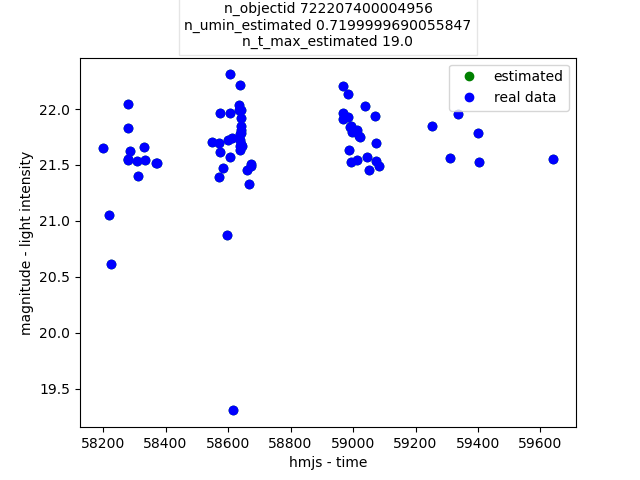 n_objectid 722207400004956
n_umin_estimated 0.7199999690055847
n_t_max_estimated 19.0
estimated
real data
22.0
21.5
21.0
20.5
20.0
19.5
magnitude - light intensity
58200 58400 58600 58800 59000 59200 59400 59600
hmjs - time